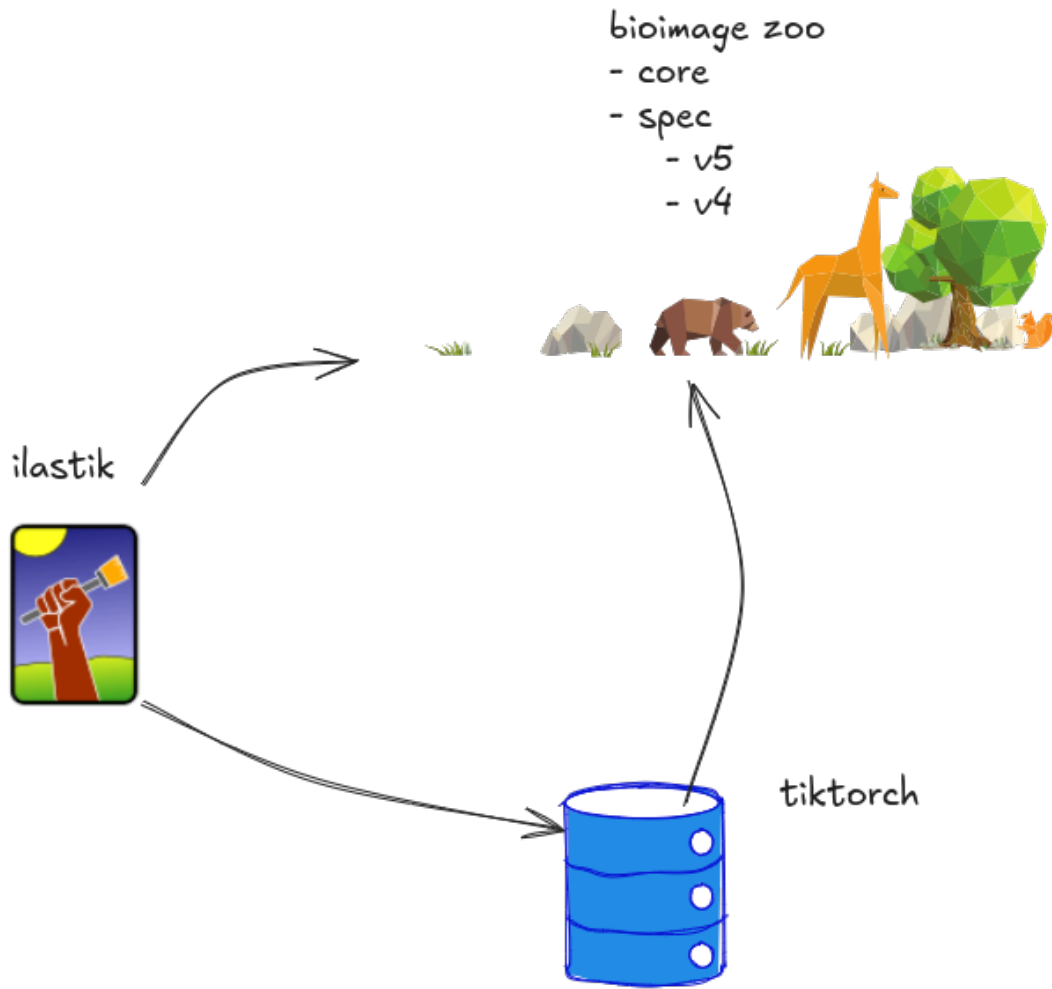 bioimage zoo
- core
- spec
- v5
- v4
ilastik
tiktorch